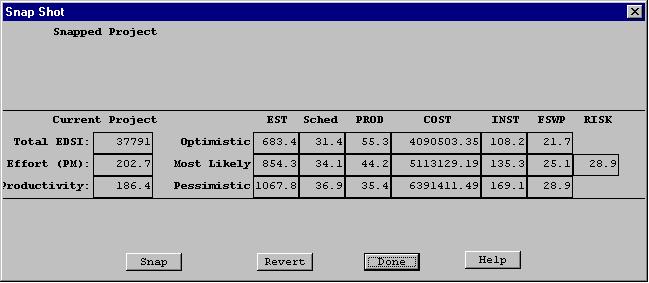 Snap Shot
Snapped Project
Current Project EST Sched PROD COST INST FSWP RISK
Total EDSI: 37791 Optimistic 683.4 31.4 55.3 4090503.35 108.2 21.7
Effort (PM): 202.7 Most Likely 854.3 34.1 44.2 5113129.19 135.3 25.1 28.9
Productivity: 186.4 Pessimistic 1067.8 36.9 35.4 6391411.49 169.1 28.9
Snap Revert Done Help